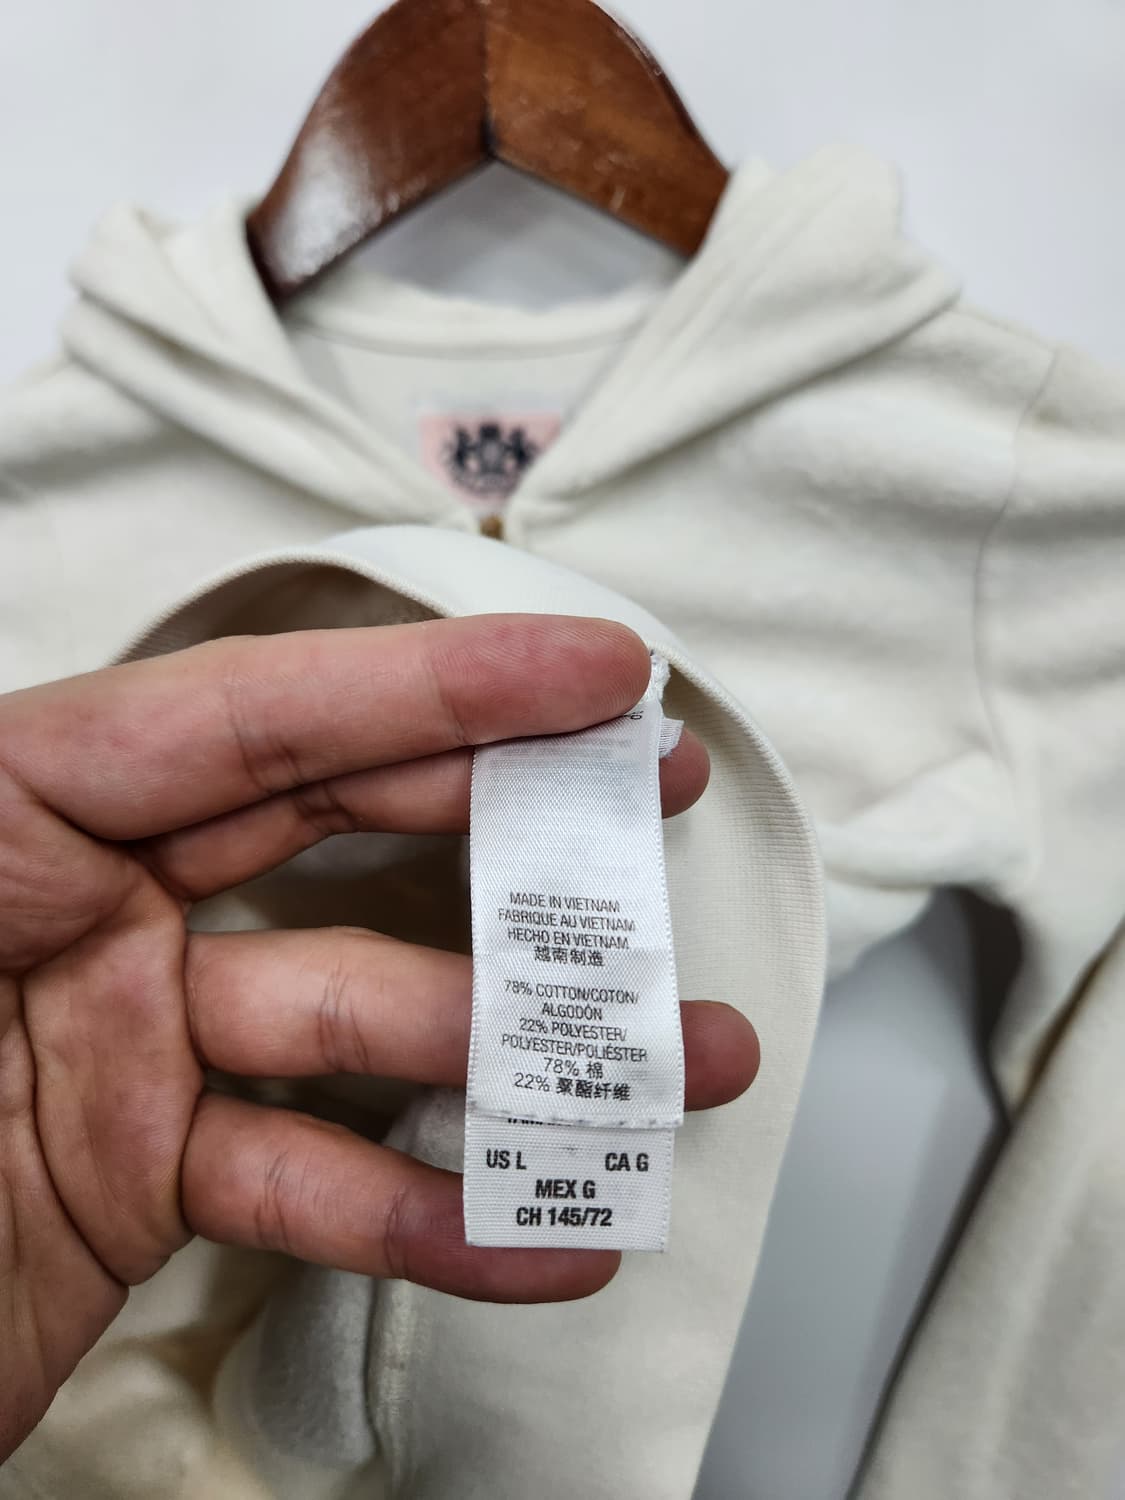 MADE IN VIETNAM
FABRIQUE AU VIETNAM
HECHO EN VIETNAM
越南制造
78% COTTON/COTON/
ALGODÓN
22% POLYESTER/
POLYESTER/POLIÉSTER
78% 棉
22% 聚酯纤维
US L CA G
MEX G
CH 145/72